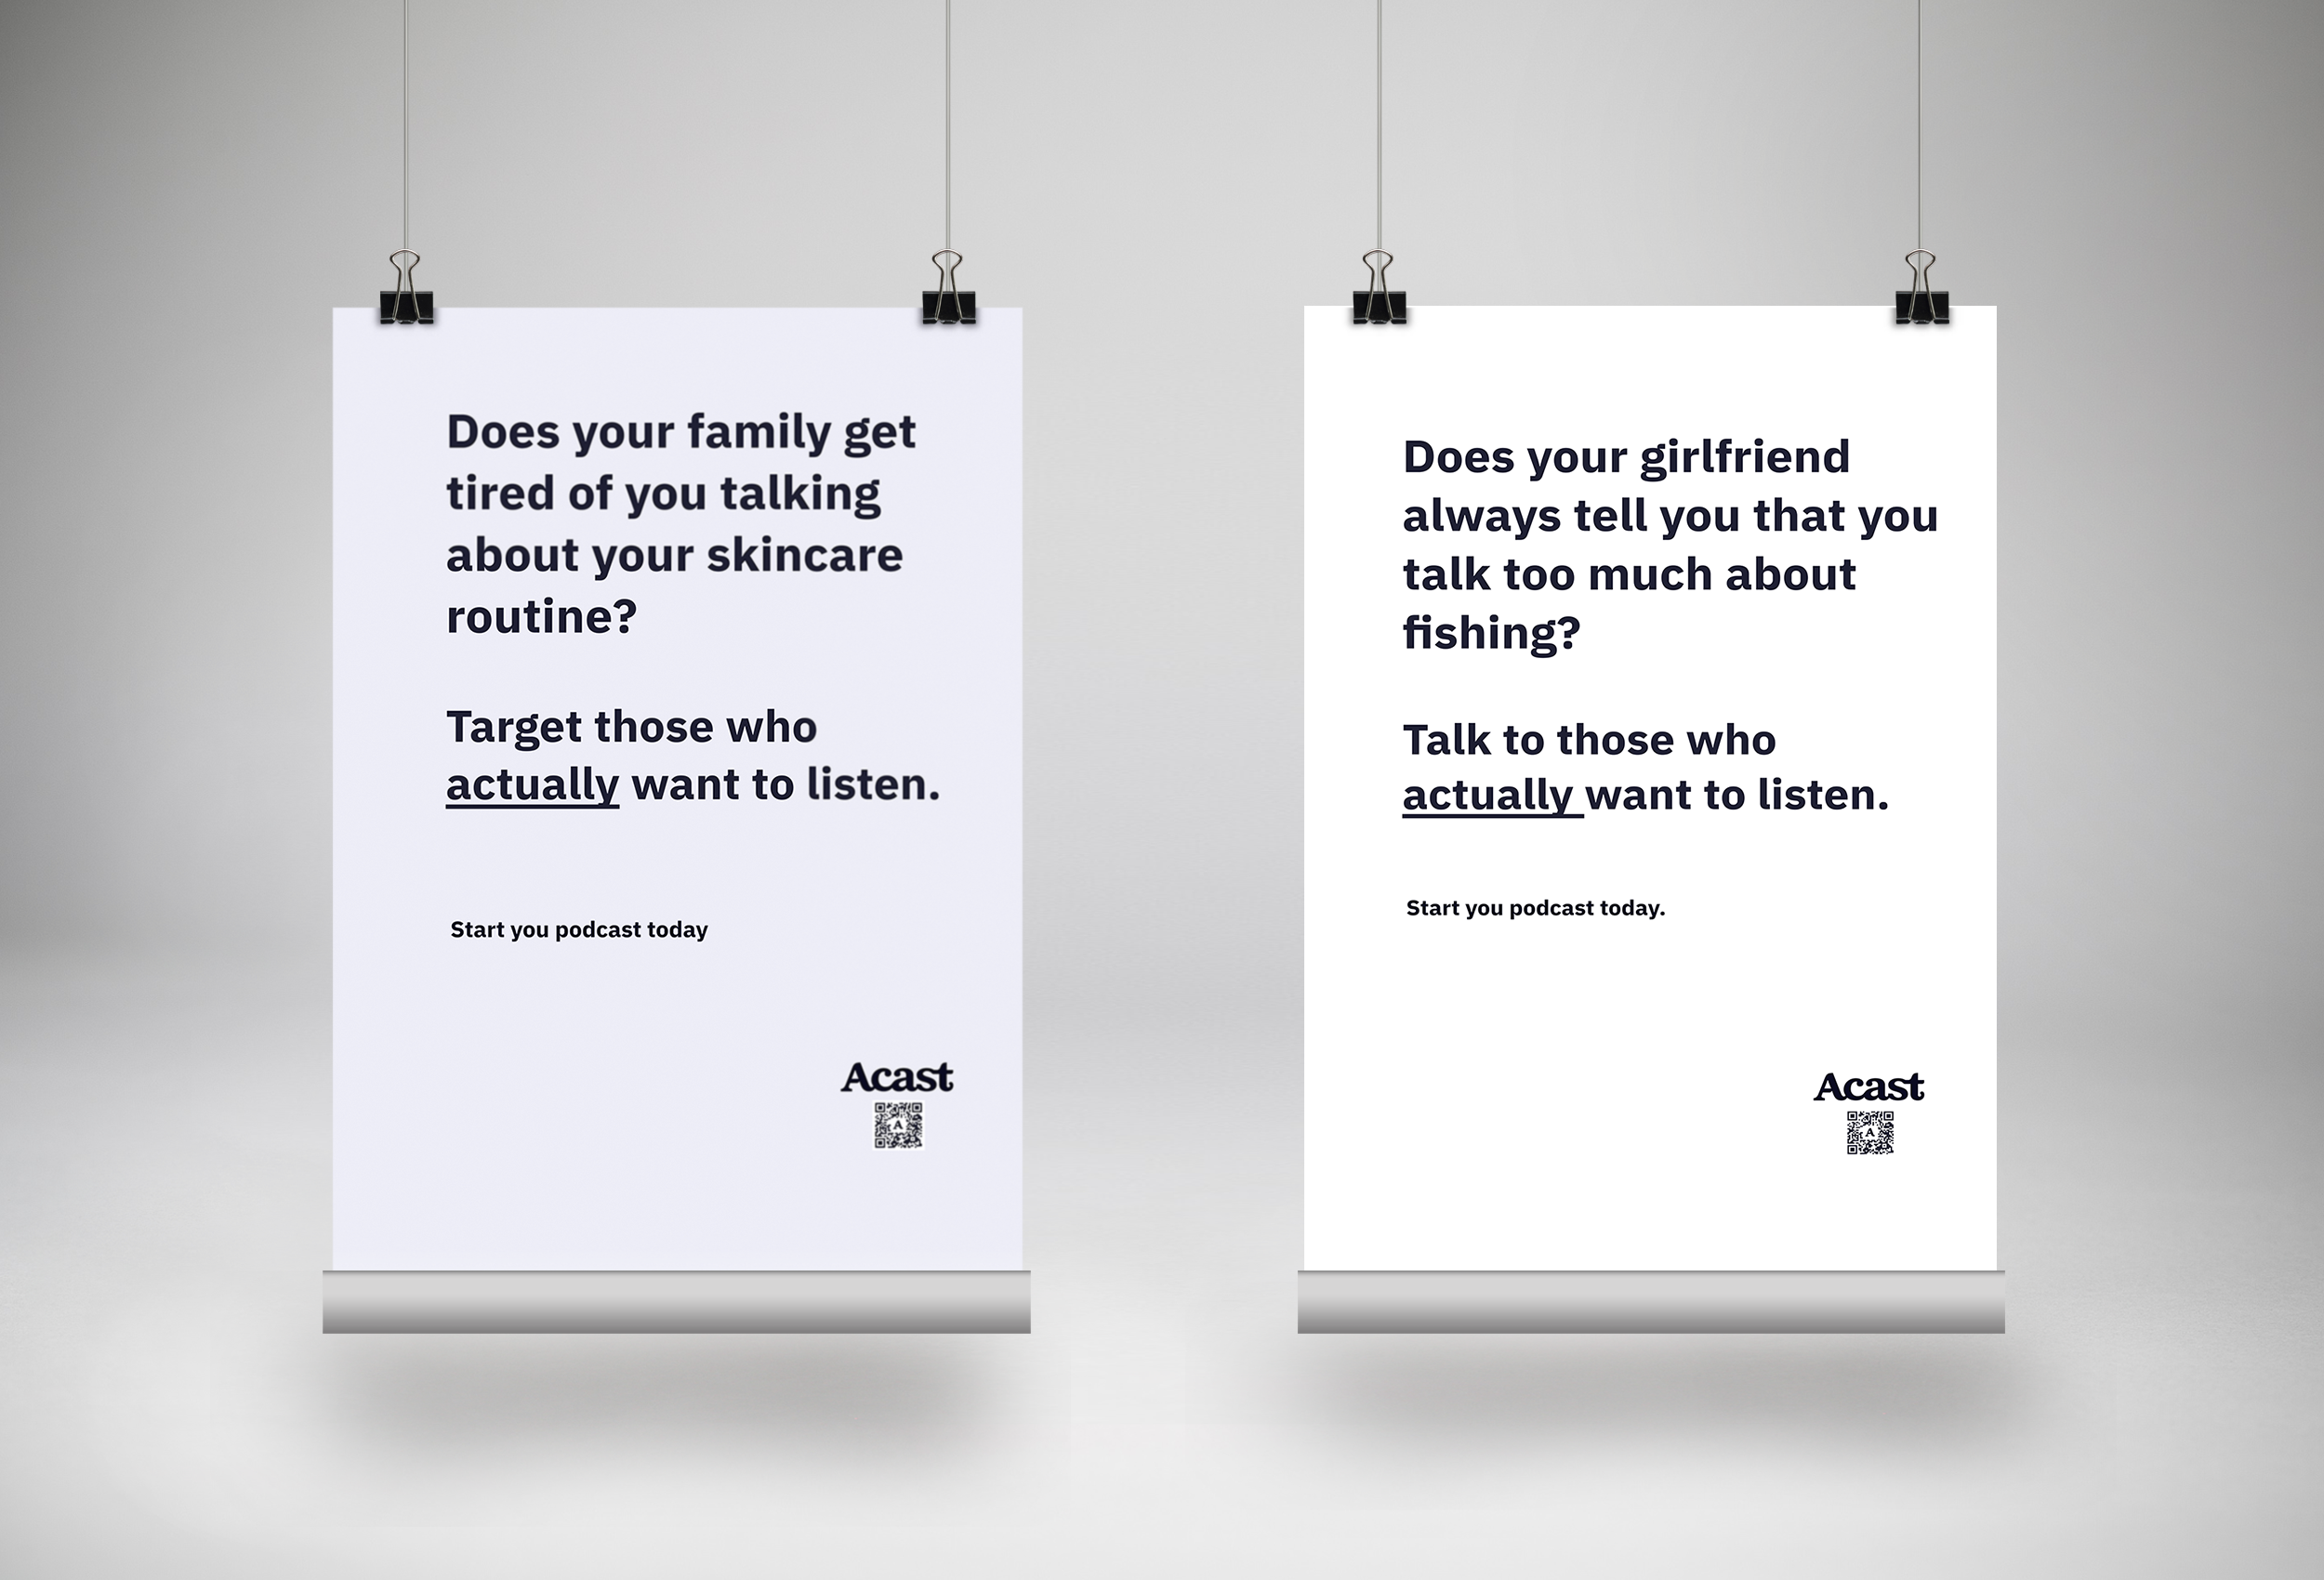 Does your family get
tired of you talking
about your skincare
routine?
Target those who
actually want to listen.
Start you podcast today
Acast
A
Does your girlfriend
always tell you that you
talk too much about
fishing?
Talk to those who
actually want to listen.
Start you podcast today.
Acast
A